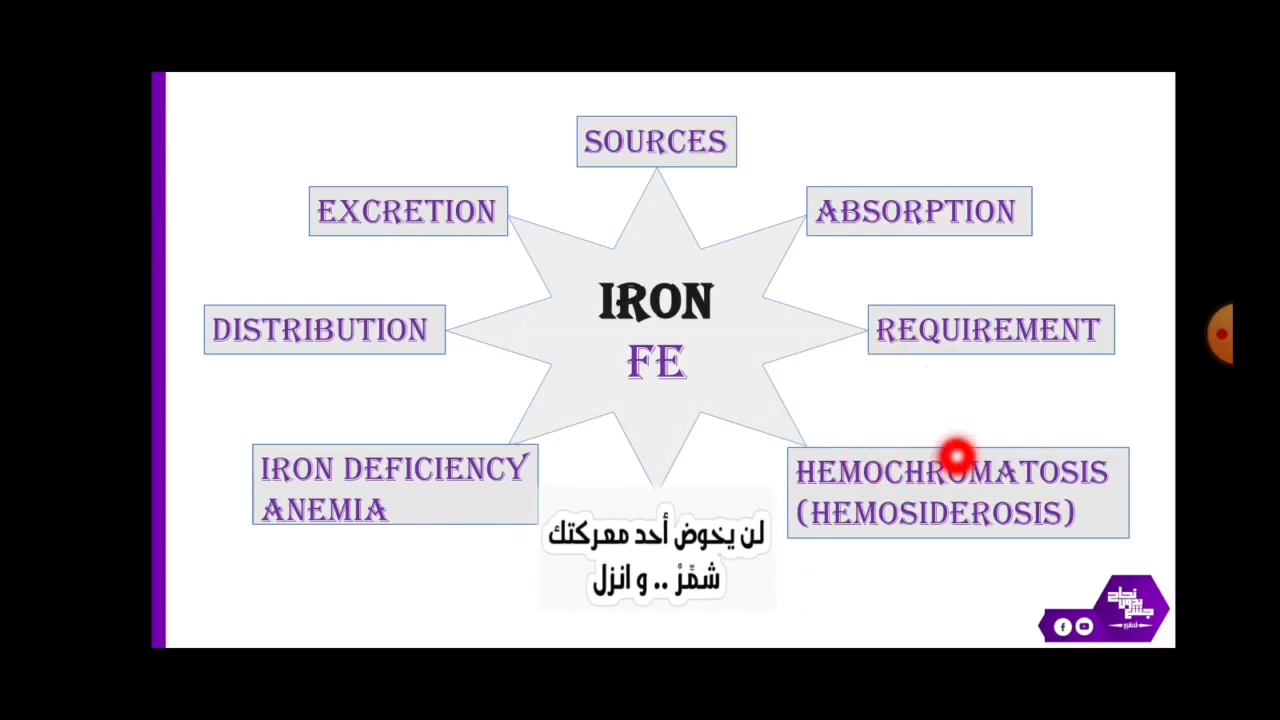 SOURCES
EXCRETION
ABSORPTION
IRON
FE
DISTRIBUTION
REQUIREMENT
IRON DEFICIENCY
ANEMIA
HEMOCHROMATOSIS
(HEMOSIDEROSIS)
لن يخوض أحد معركتك
شمِّرْ .. و انزل